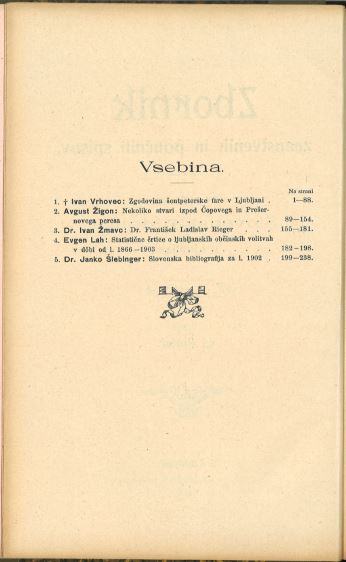 Vsebina.
Na strani
1. † Ivan Vrhovec: Zgodovina šentpeterske fare v Ljubljani . 1—88.
2. Avgust Žigon: Nekoliko stvari izpod Čopovega in Prešer-
novega peresa . . . . . . . . . . . . 89—154.
3. Dr. Ivan Žmavc: Dr. František Ladislav Rieger . . . . 155—181.
4. Evgen Lah: Statistične črtice o ljubljanskih občinskih volitvah
v dôbi od l. 1866—1903 . . . . . . . . . . 182—198.
5. Dr. Janko Šlebinger: Slovenska bibliografija za l. 1902 . 199—238.
Zbornik